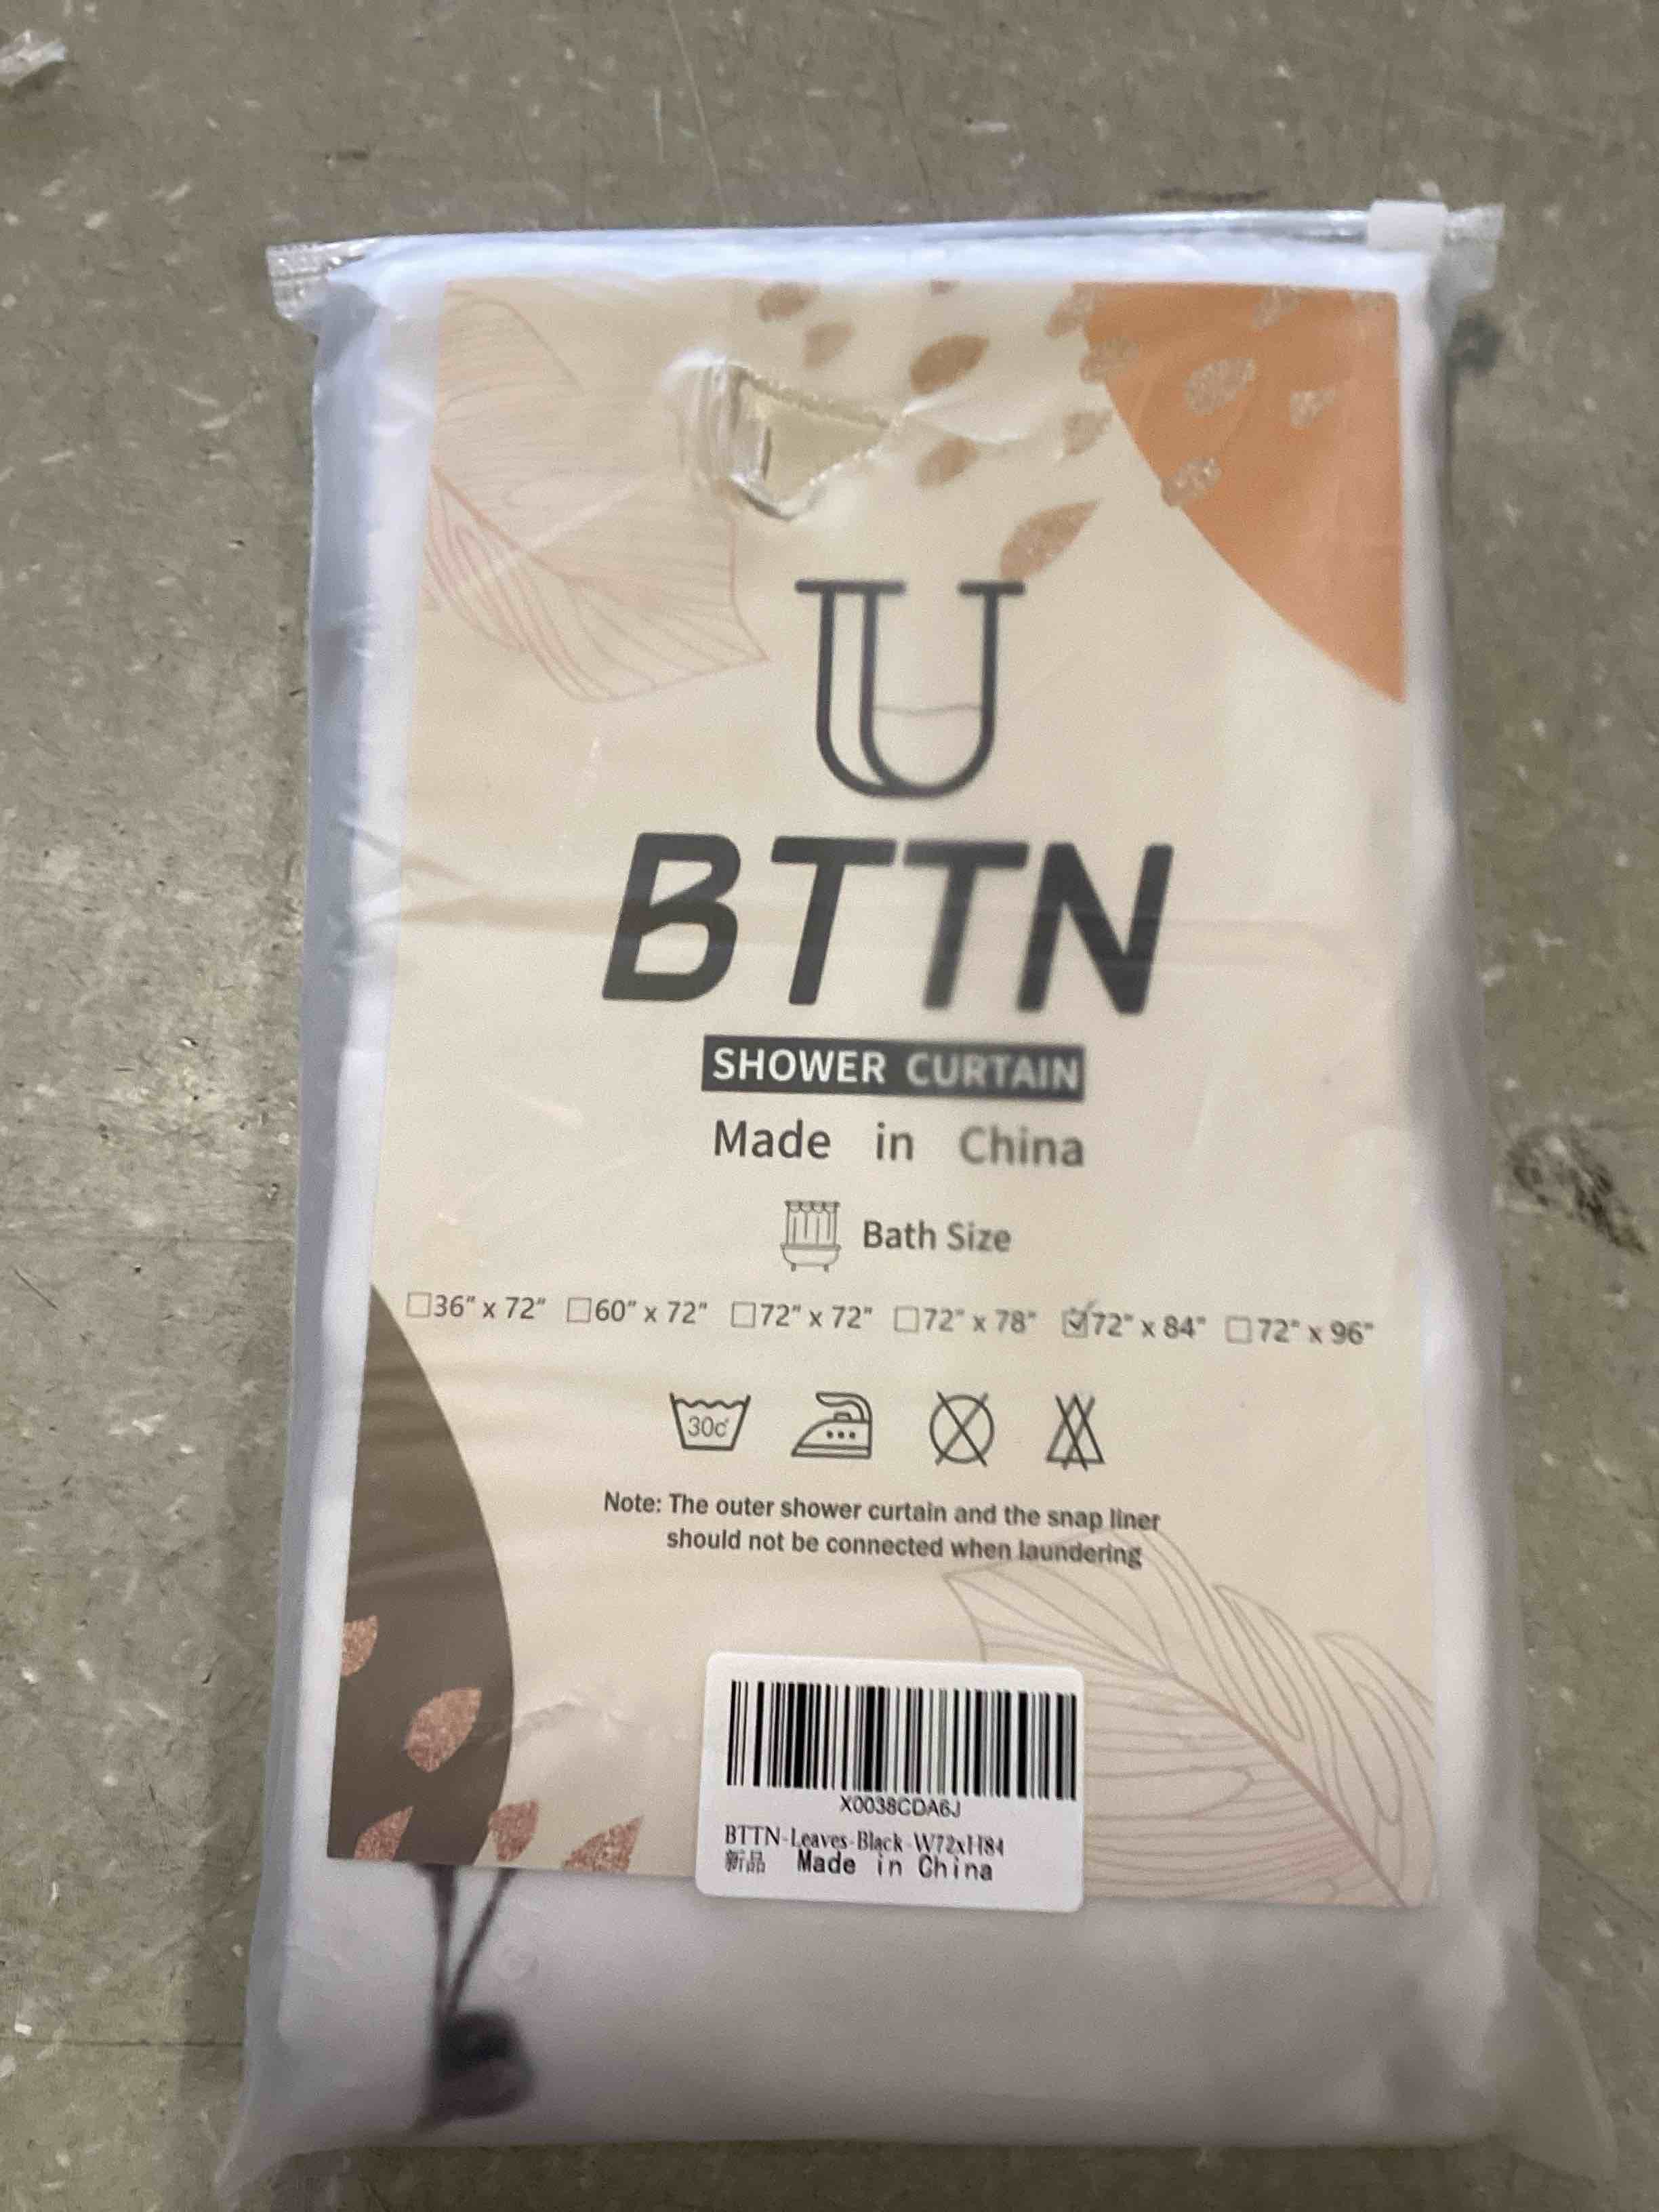 U
BTTN
SHOWER CURTAIN
Made in China
Bath Size
☐36" x 72" ☐60" x 72" ☐72" x 72" ☐72" x 78" ☑72" x 84" ☐72" x 96"
30c
Note: The outer shower curtain and the snap liner
should not be connected when laundering
X0038CDA6J
BTTN-Leaves-Black-W72xH84
新品 Made in China